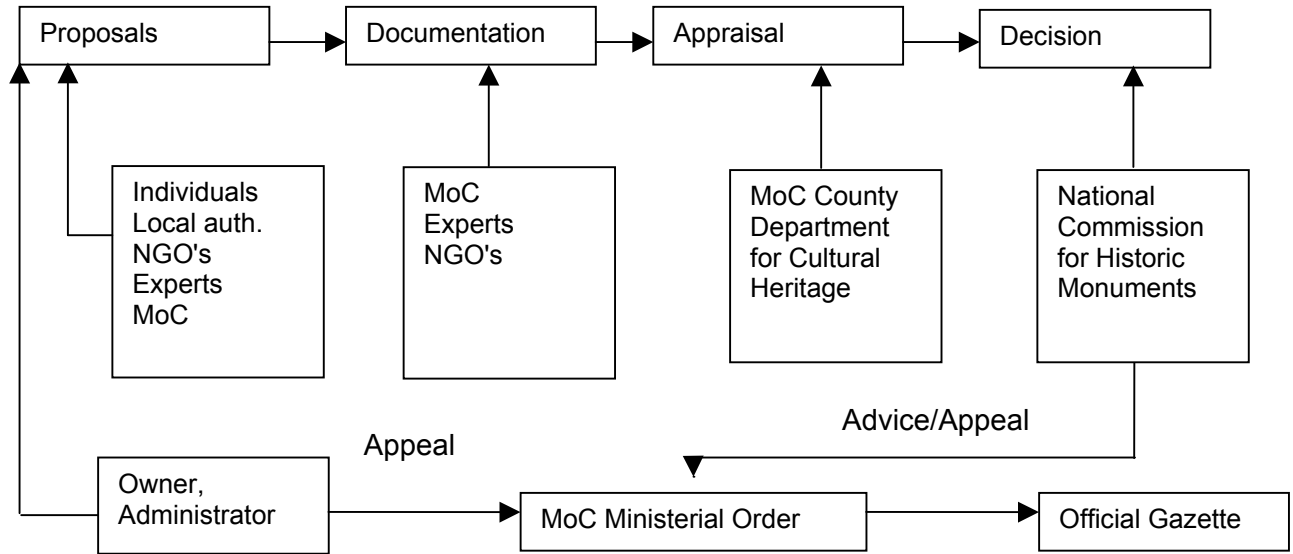 Proposals
Documentation
Appraisal
Decision
Individuals
Local auth.
NGO's
Experts
MoC
MoC
Experts
NGO's
MoC County
Department
for Cultural
Heritage
National
Commission
for Historic
Monuments
Advice/Appeal
Appeal
Owner,
Administrator
MoC Ministerial Order
Official Gazette